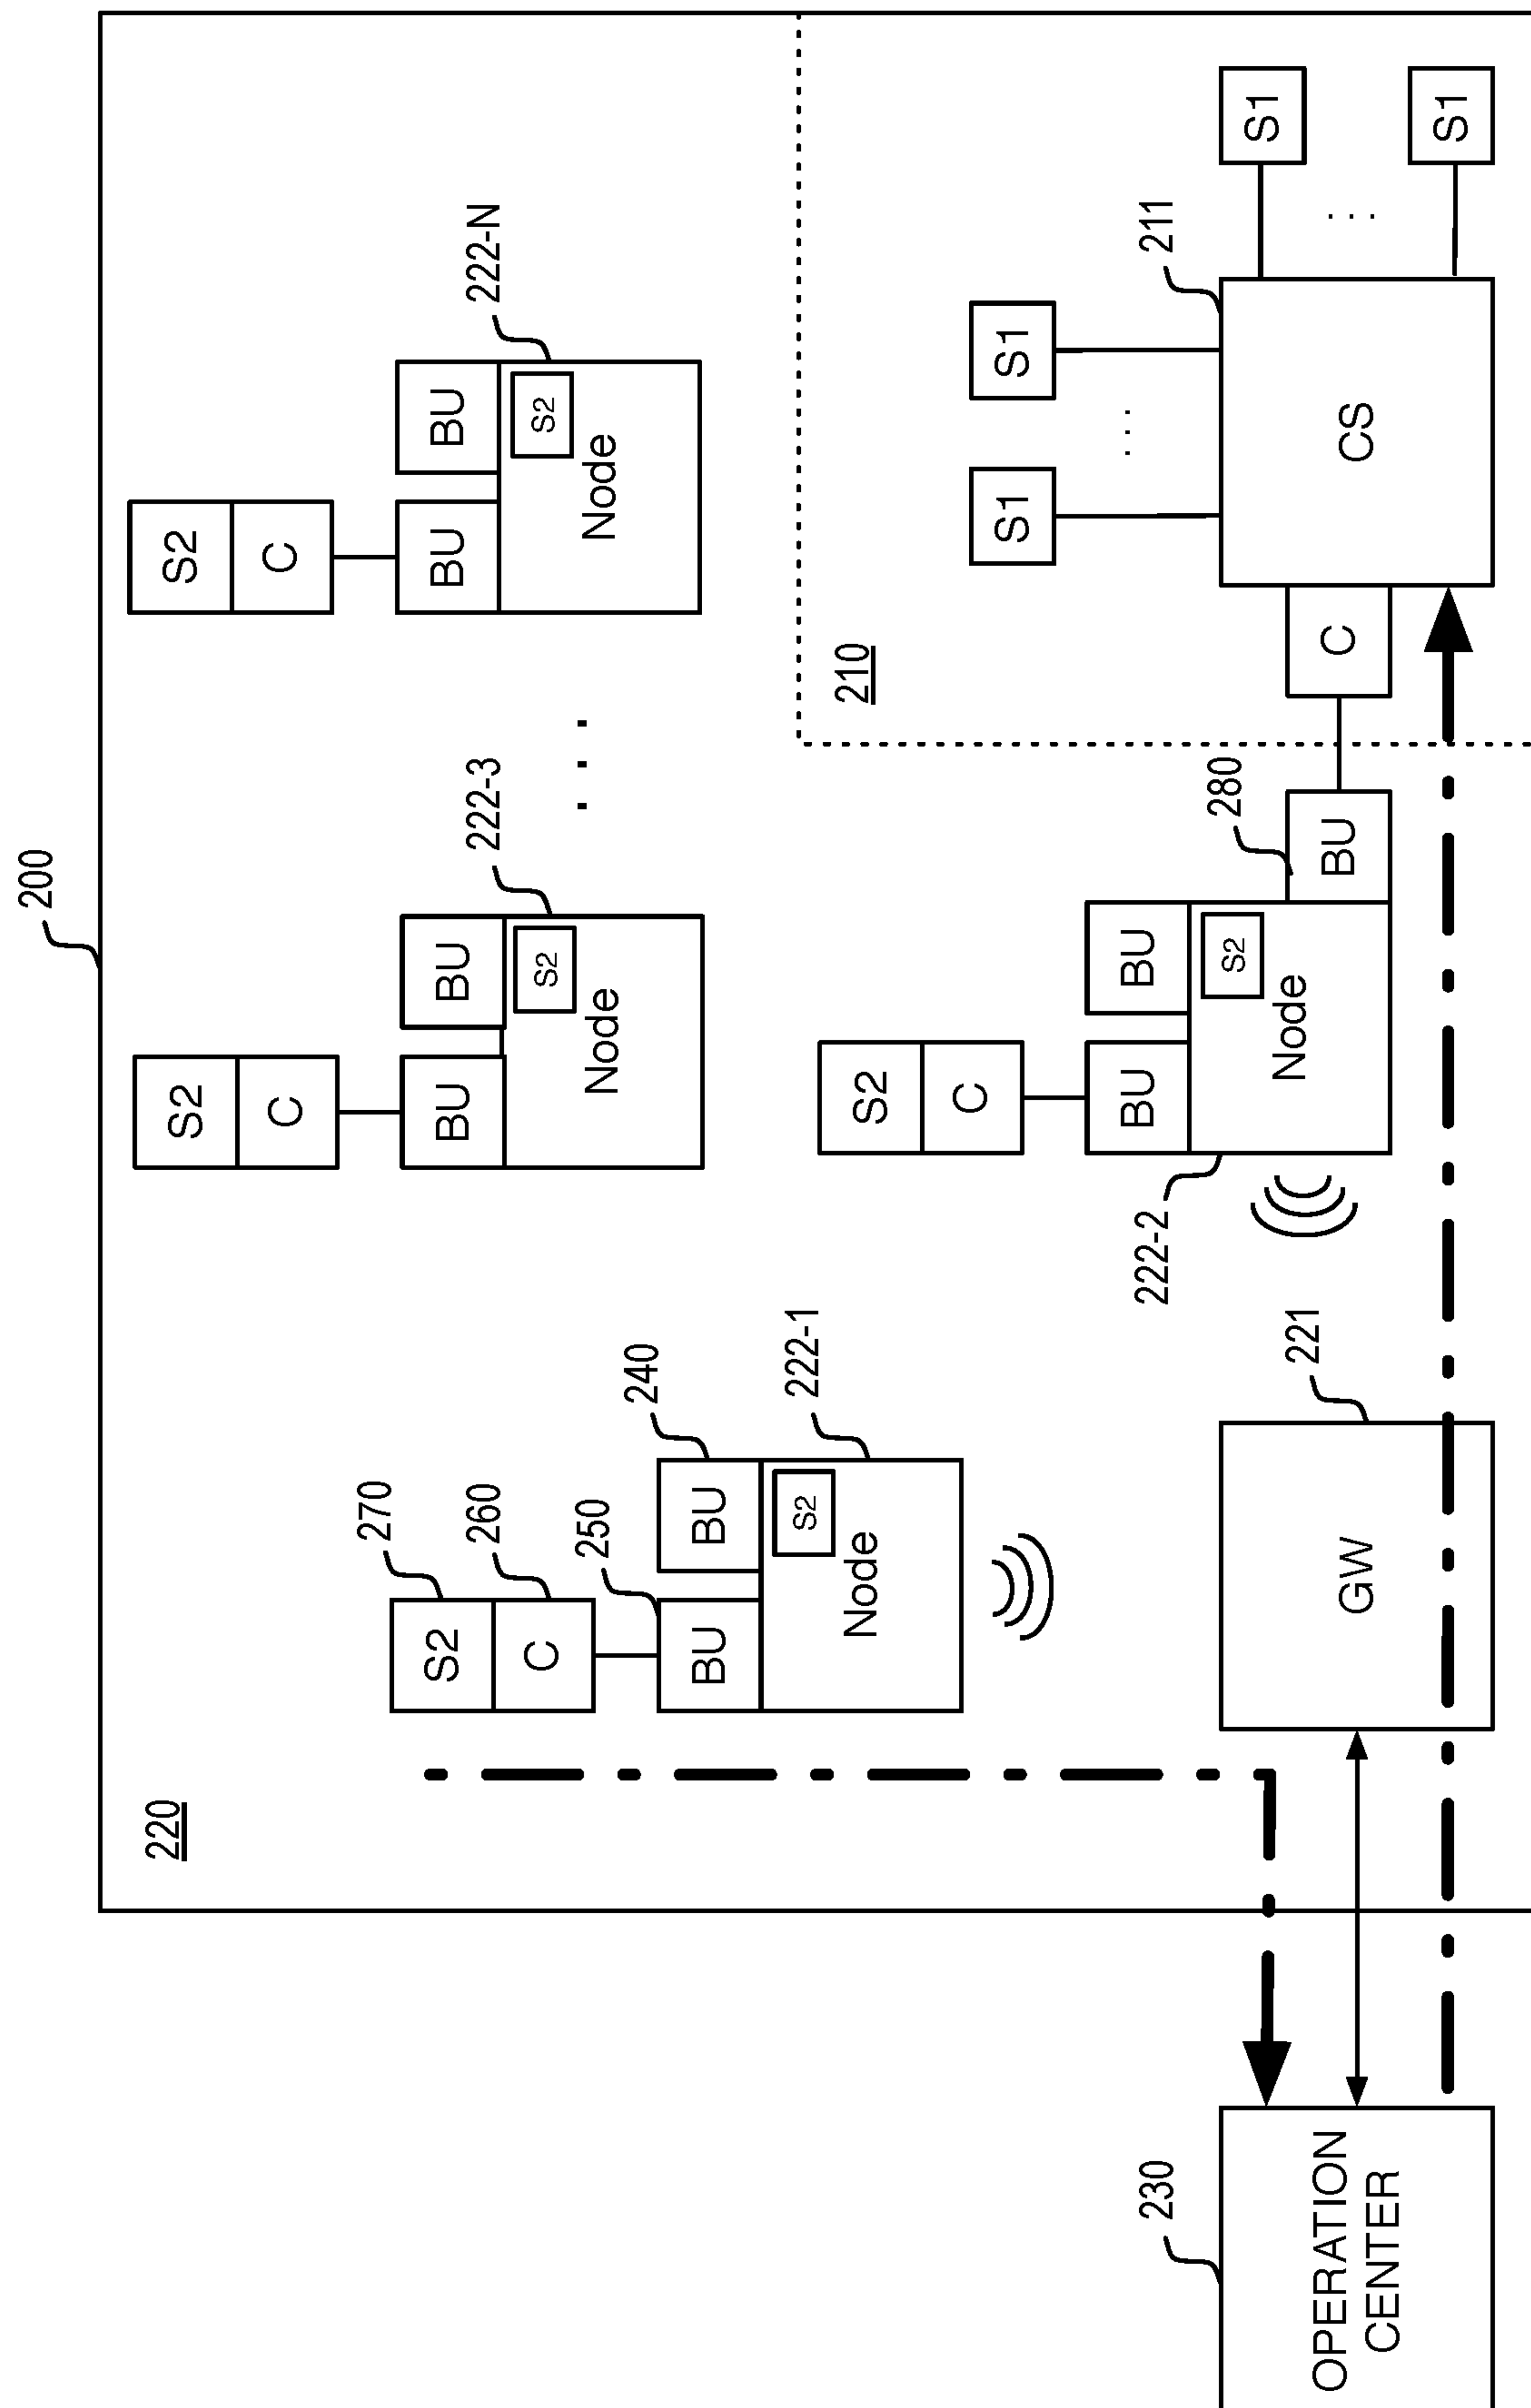 200
220
S2
C
BU
BU
S2
Node
222-3
. . .
S2
C
BU
BU
S2
Node
222-N
270
S2
260
C
250
BU
240
BU
S2
Node
222-1
S2
C
BU
BU
S2
Node
222-2
280
BU
210
S1
. . .
S1
C
CS
211
S1
. . .
S1
230
OPERATION
CENTER
GW
221